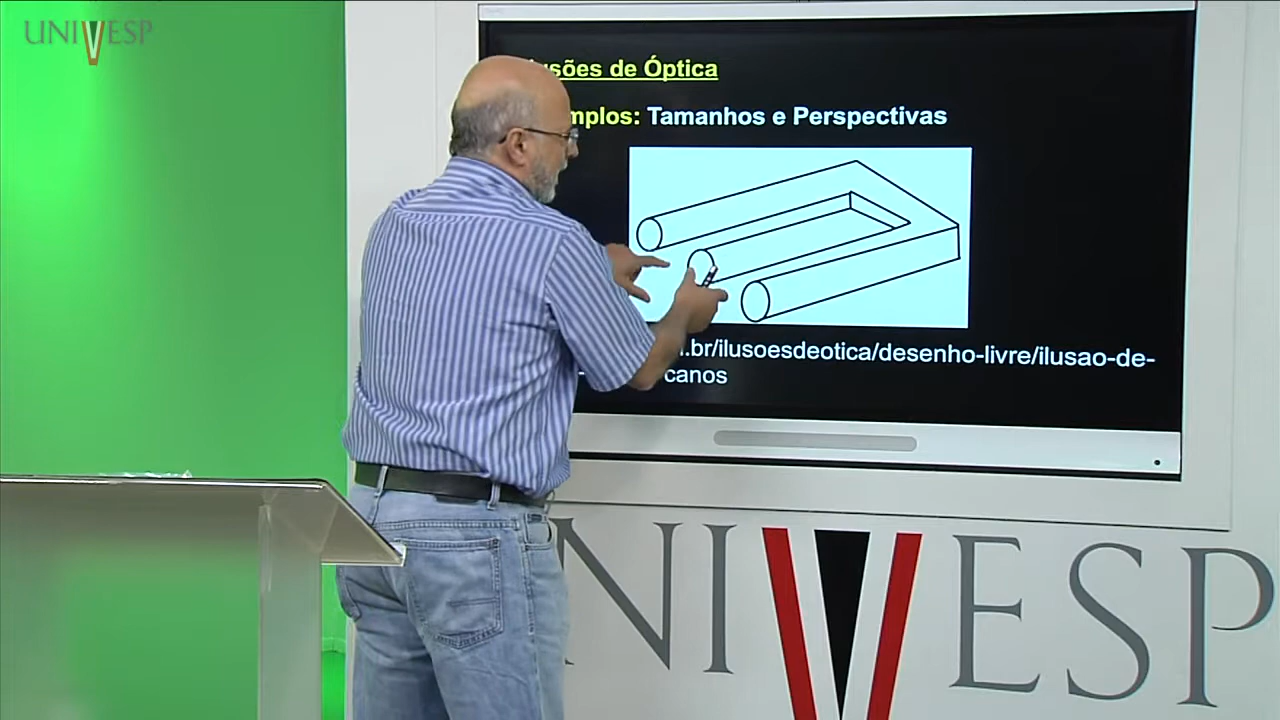 UNIVESP
usões de Óptica
mplos: Tamanhos e Perspectivas
.br/ilusoesdeotica/desenho-livre/ilusao-de-
canos
UNIVESP